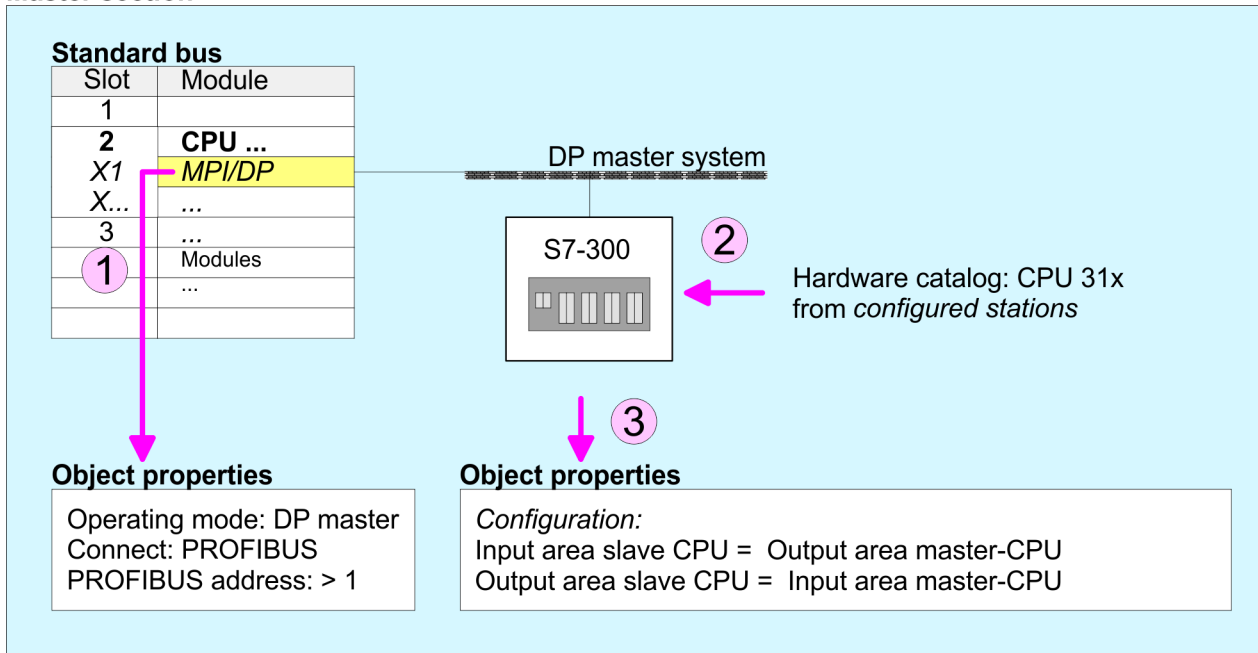 Master section
Standard bus
Slot Module
1
2 CPU ...
X1 MPI/DP
X... ...
3 ...
Modules
...
1
DP master system
S7-300
2
Hardware catalog: CPU 31x
from configured stations
3
Object properties
Operating mode: DP master
Connect: PROFIBUS
PROFIBUS address: > 1
Object properties
Configuration:
Input area slave CPU = Output area master-CPU
Output area slave CPU = Input area master-CPU